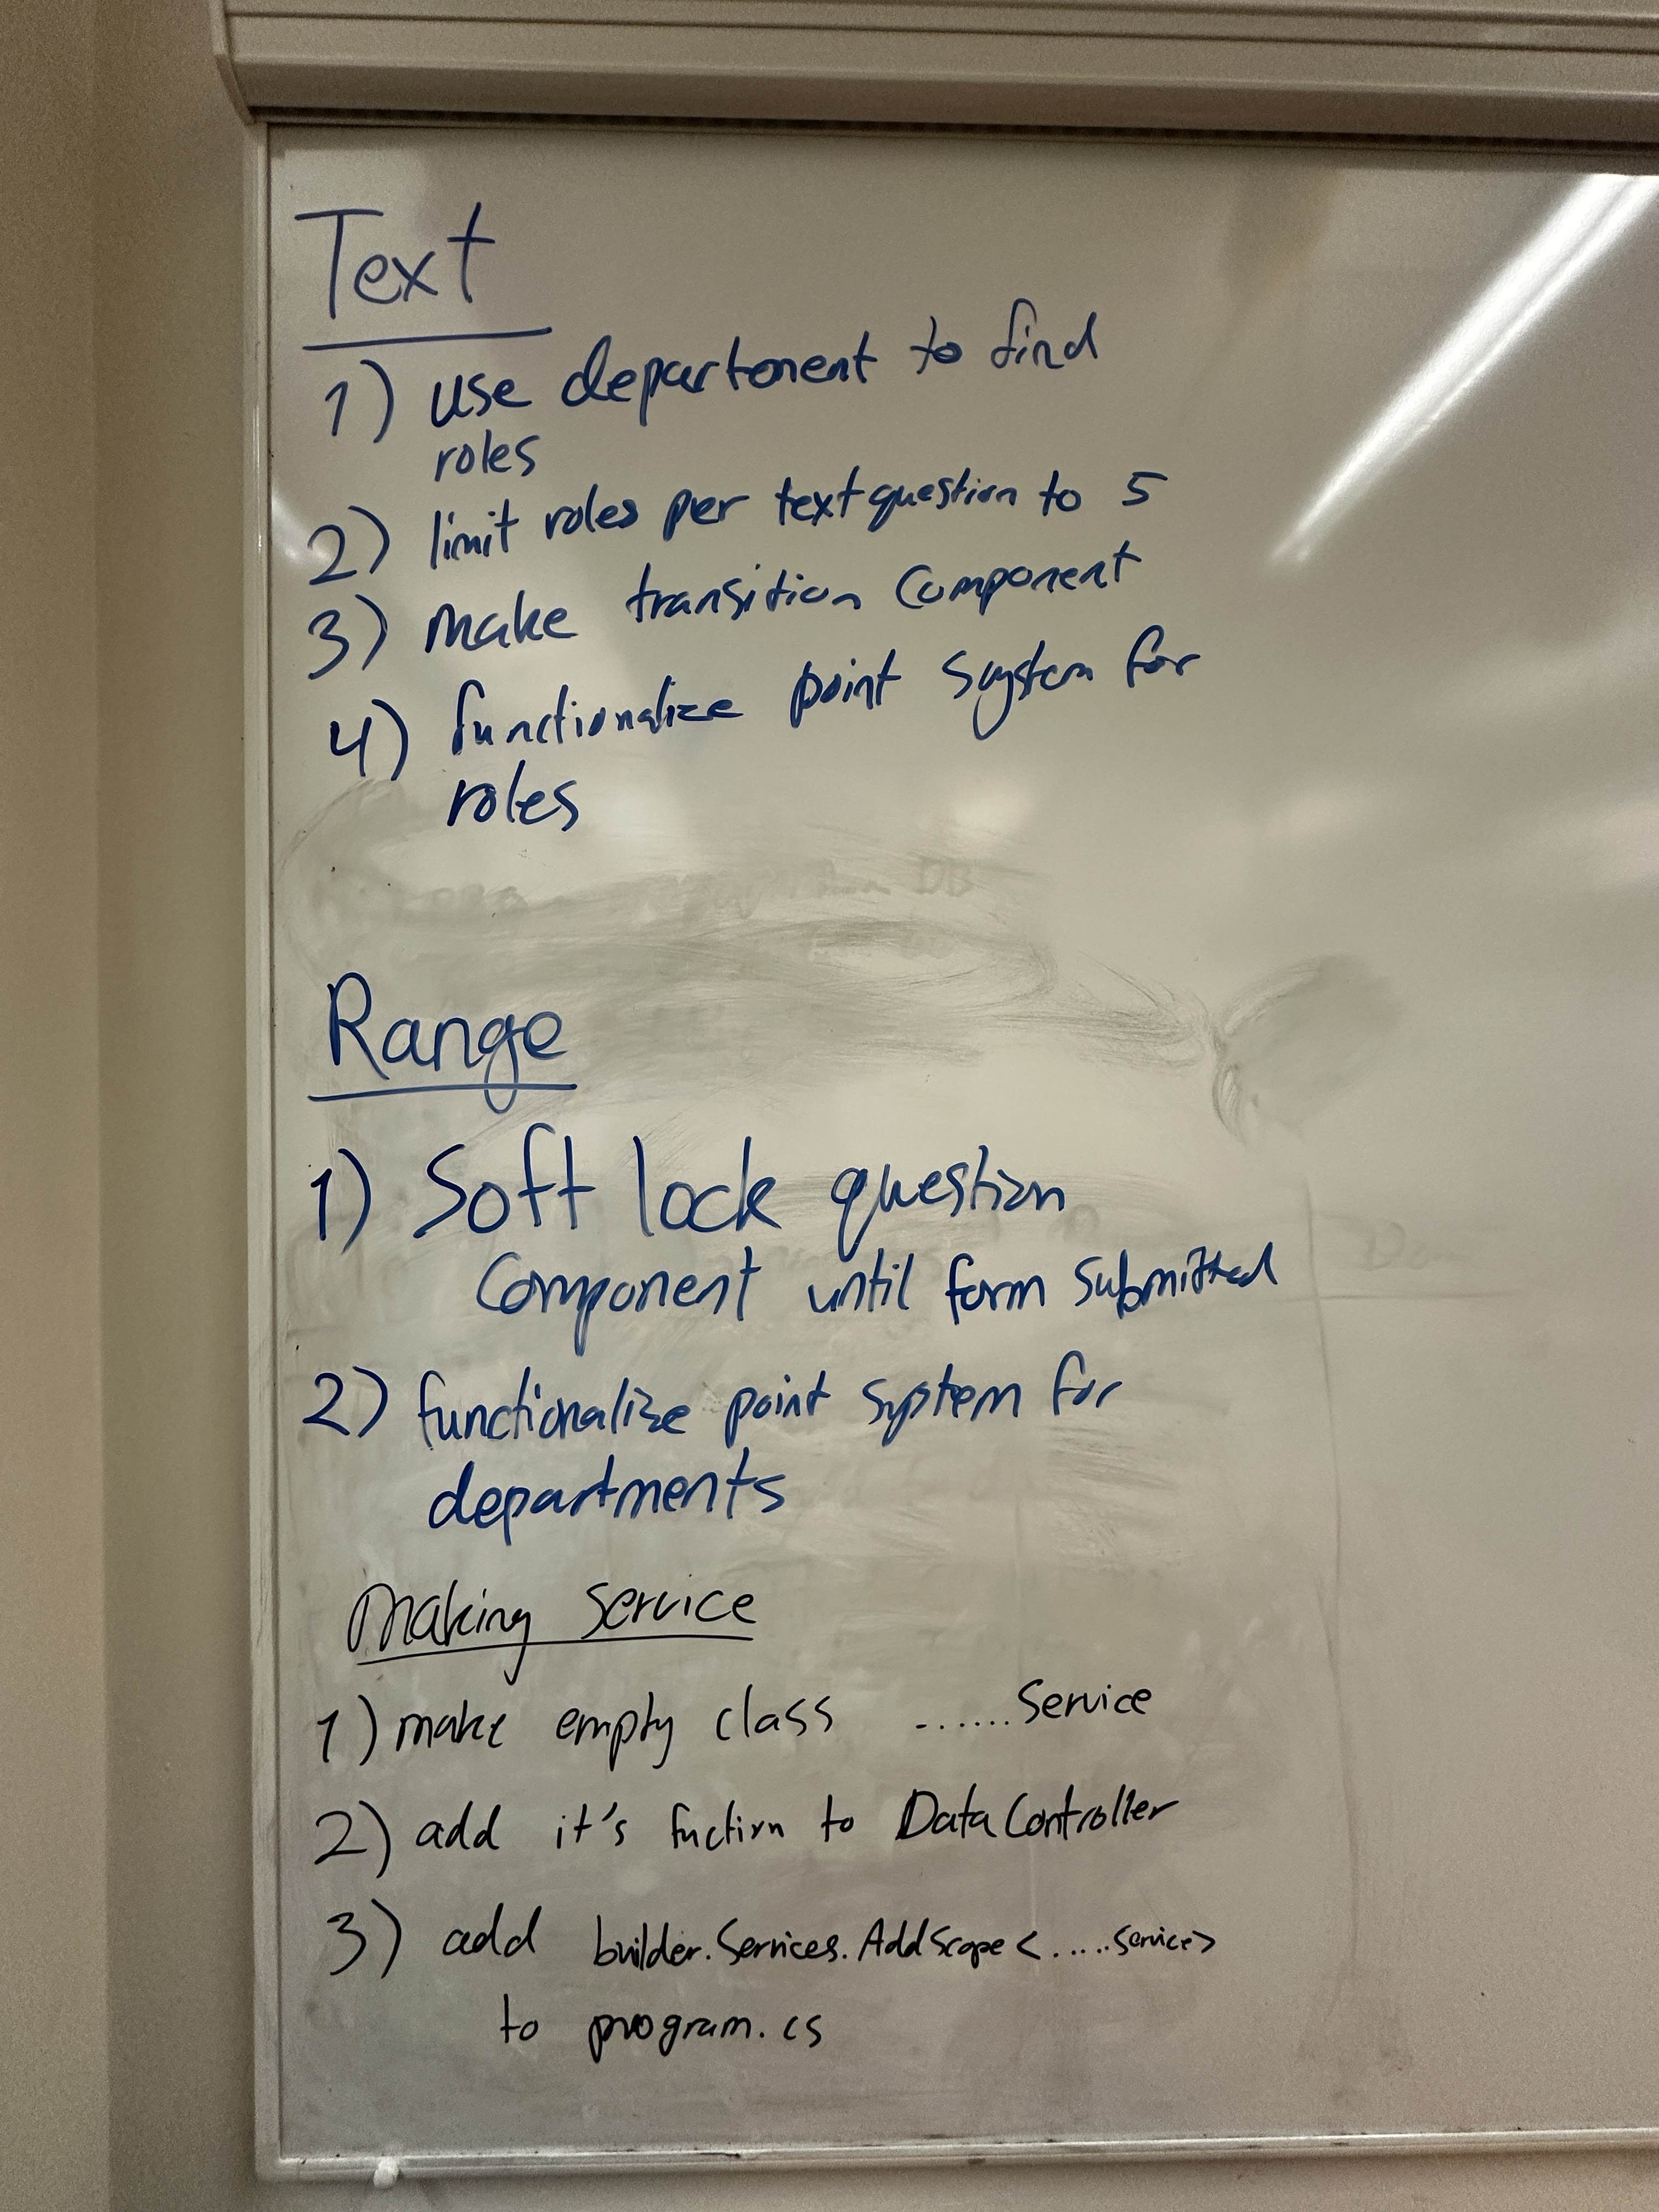 Text
1) use department to find
roles
2) limit roles per text question to 5
3) make transition component
4) functionalize point system for
roles
DB
Range
1) Soft lock question
Component until form submitted
2) functionalize point system for
departments
Making service
1) make empty class ......Service
2) add it's fuction to DataController
3) add builder.Services.AddScope<.....service>
to program.cs